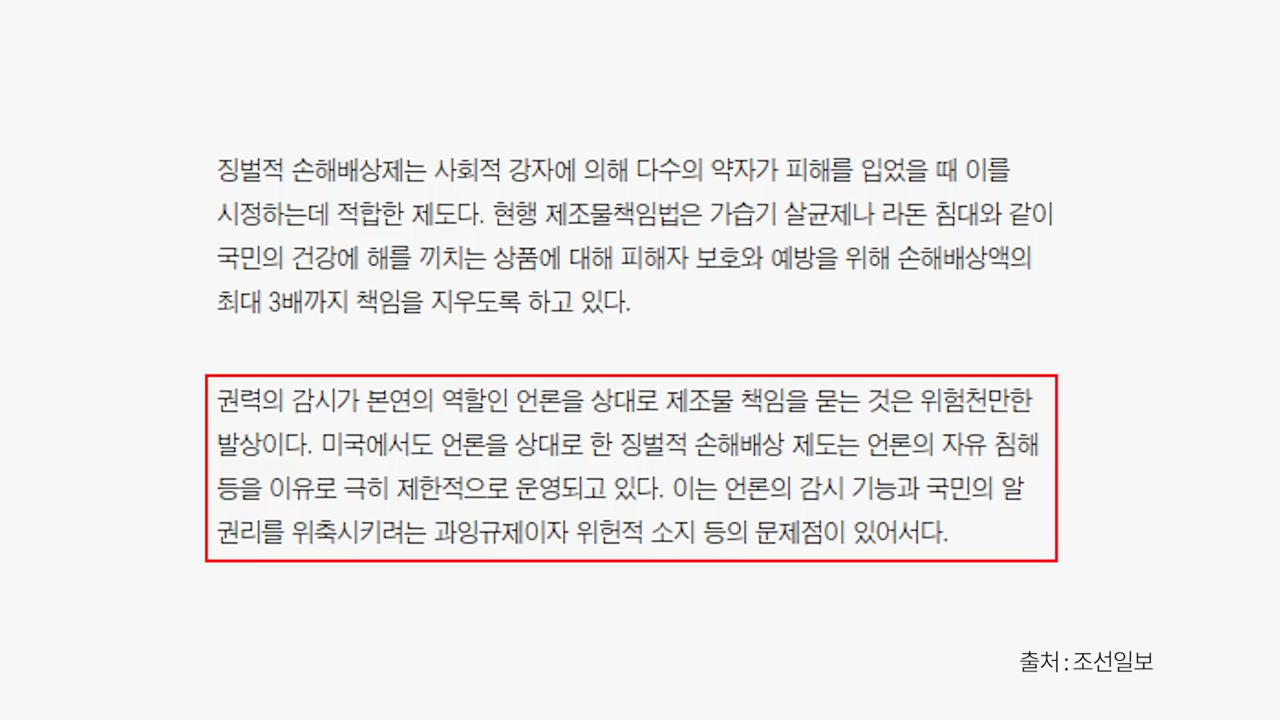 징벌적 손해배상제는 사회적 강자에 의해 다수의 약자가 피해를 입었을 때 이를
시정하는데 적합한 제도다. 현행 제조물책임법은 가습기 살균제나 라돈 침대와 같이
국민의 건강에 해를 끼치는 상품에 대해 피해자 보호와 예방을 위해 손해배상액의
최대 3배까지 책임을 지우도록 하고 있다.
권력의 감시가 본연의 역할인 언론을 상대로 제조물 책임을 묻는 것은 위험천만한
발상이다. 미국에서도 언론을 상대로 한 징벌적 손해배상 제도는 언론의 자유 침해
등을 이유로 극히 제한적으로 운영되고 있다. 이는 언론의 감시 기능과 국민의 알
권리를 위축시키려는 과잉규제이자 위헌적 소지 등의 문제점이 있어서다.
출처 : 조선일보